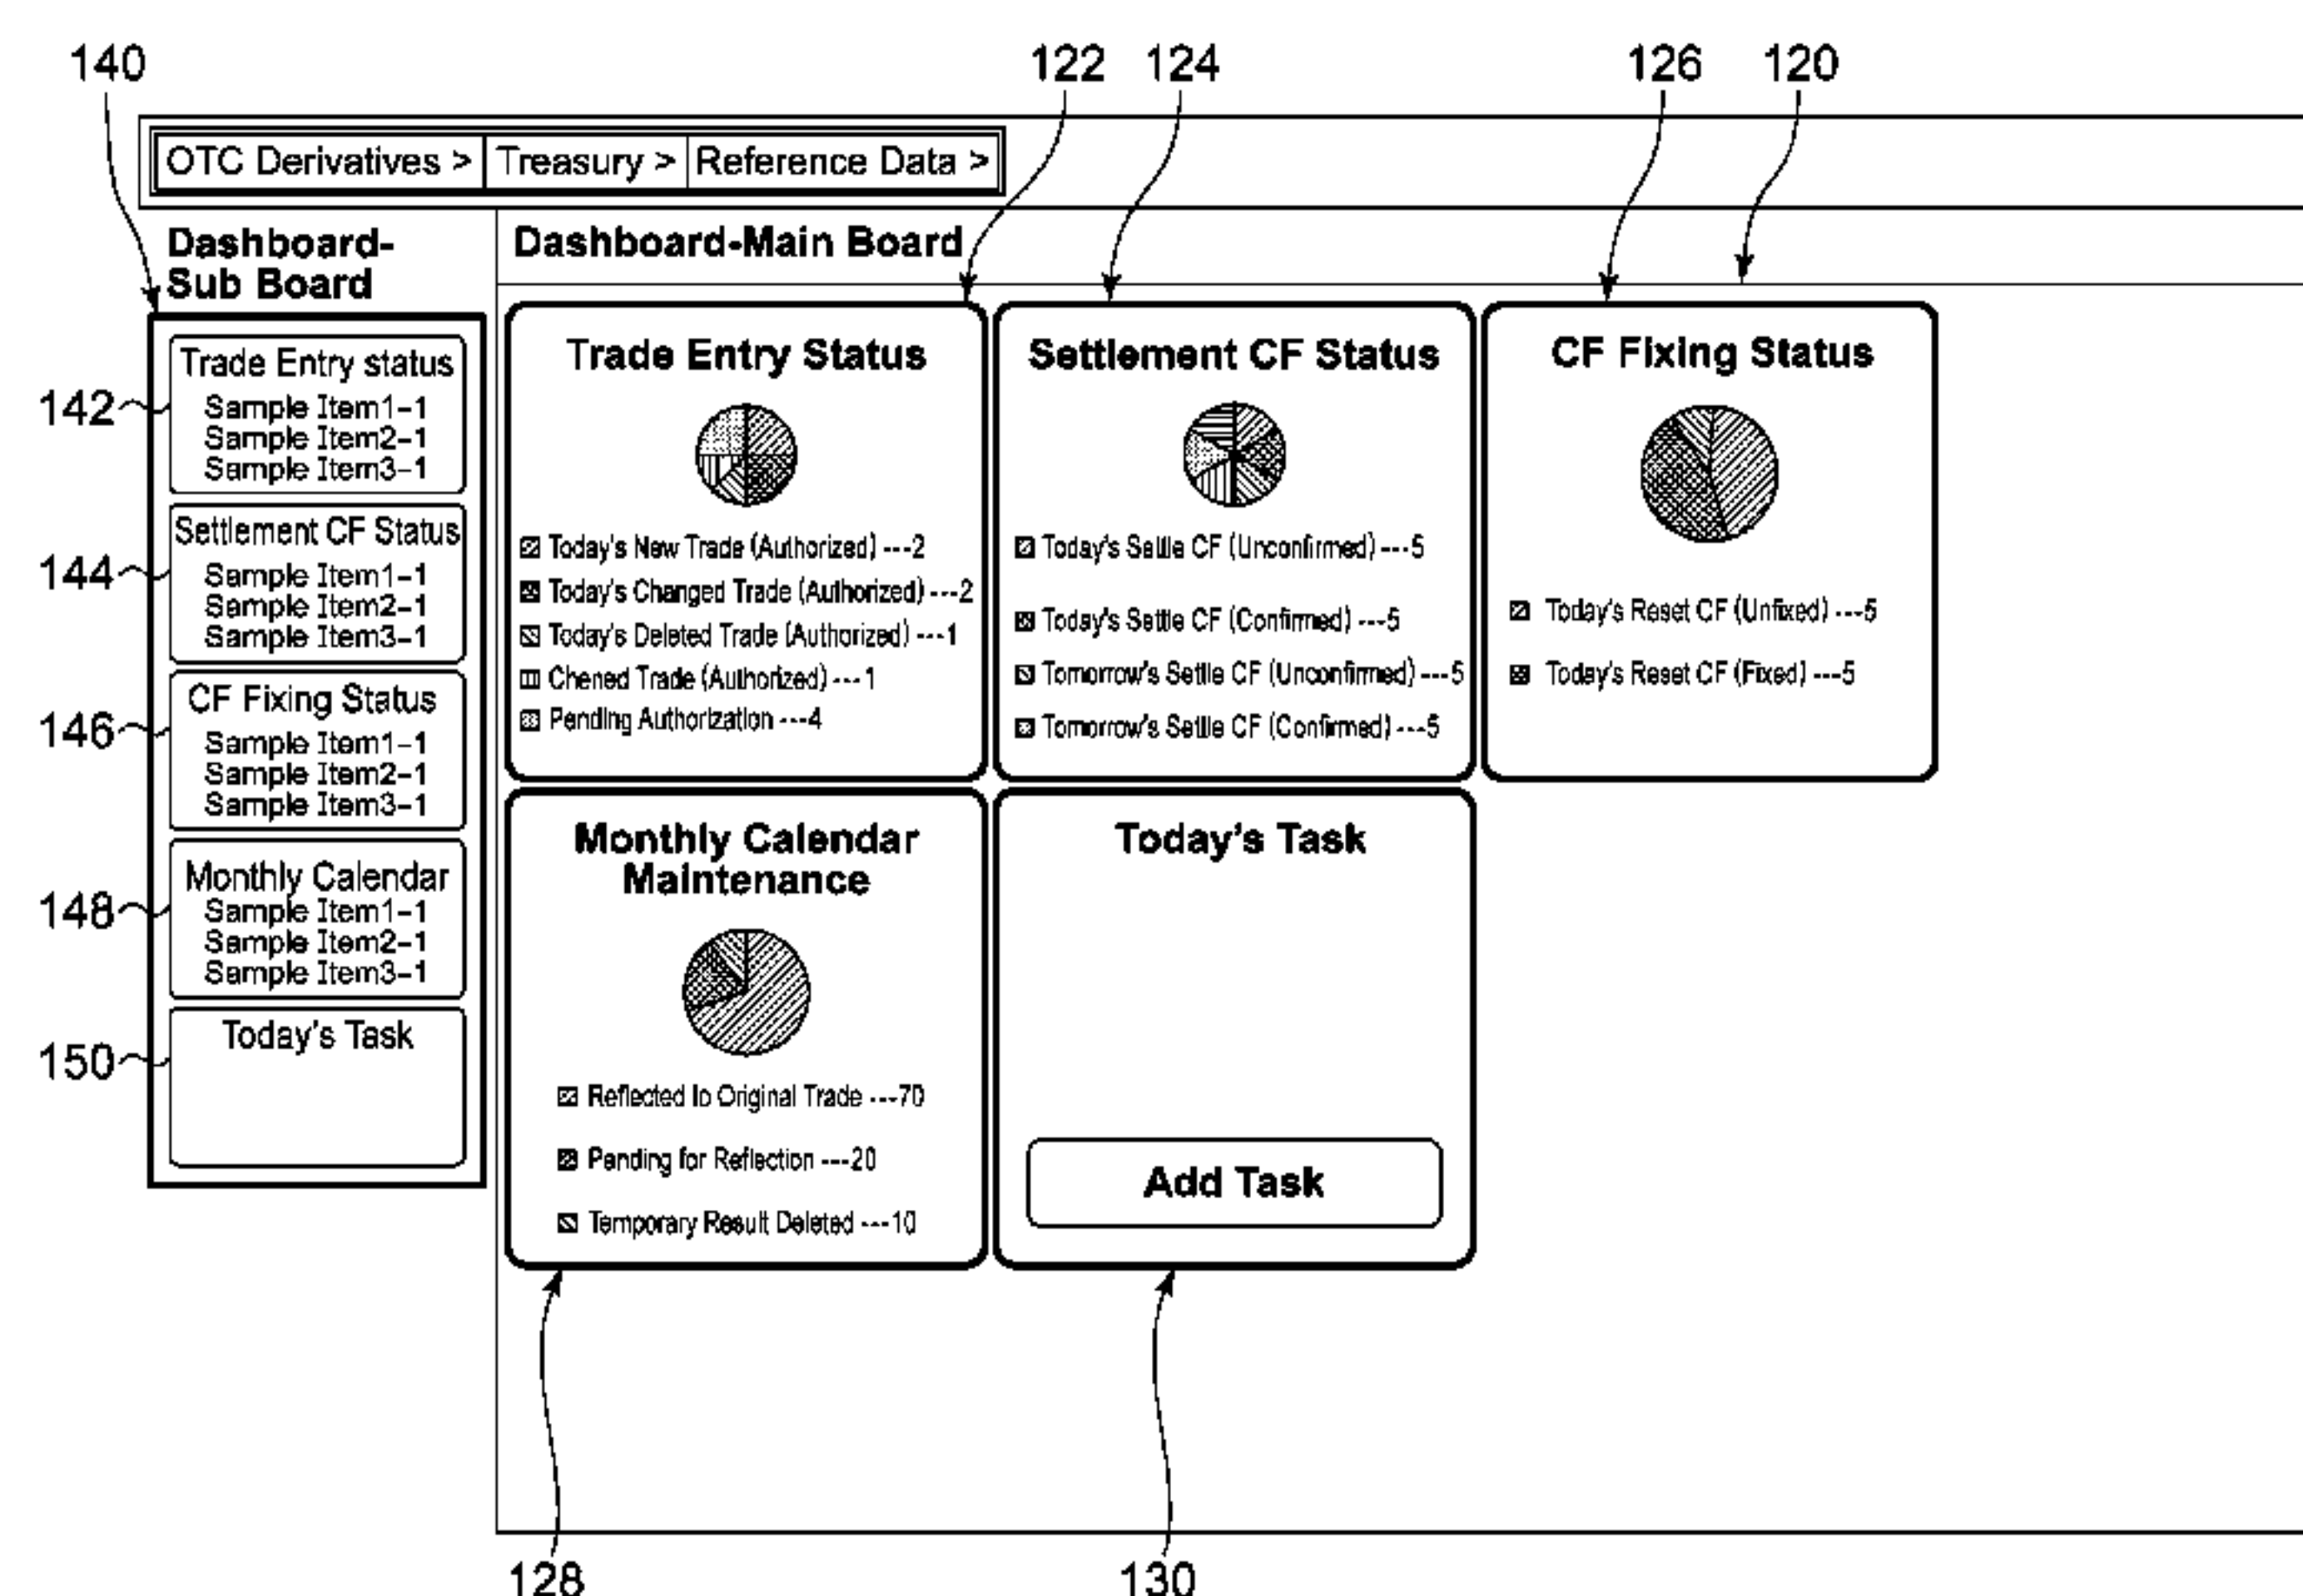 140
122 124 126 120
OTC Derivatives > Treasury > Reference Data >
Dashboard-
Sub Board
Dashboard-Main Board
142
Trade Entry status
Sample Item1-1
Sample Item2-1
Sample Item3-1
144
Settlement CF Status
Sample Item1-1
Sample Item2-1
Sample Item3-1
146
CF Fixing Status
Sample Item1-1
Sample Item2-1
Sample Item3-1
148
Monthly Calendar
Sample Item1-1
Sample Item2-1
Sample Item3-1
150
Today's Task
Trade Entry Status
Today's New Trade (Authorized) ---2
Today's Changed Trade (Authorized) ---2
Today's Deleted Trade (Authorized) ---1
Chened Trade (Authorized) ---1
Pending Authorization ---4
Settlement CF Status
Today's Settle CF (Unconfirmed) ---5
Today's Settle CF (Confirmed) ---5
Tomorrow's Settle CF (Unconfirmed) ---5
Tomorrow's Settle CF (Confirmed) ---5
CF Fixing Status
Today's Reset CF (Unfixed) ---5
Today's Reset CF (Fixed) ---5
Monthly Calendar
Maintenance
Reflected to Original Trade ---70
Pending for Reflection ---20
Temporary Result Deleted ---10
Today's Task
Add Task
128
130